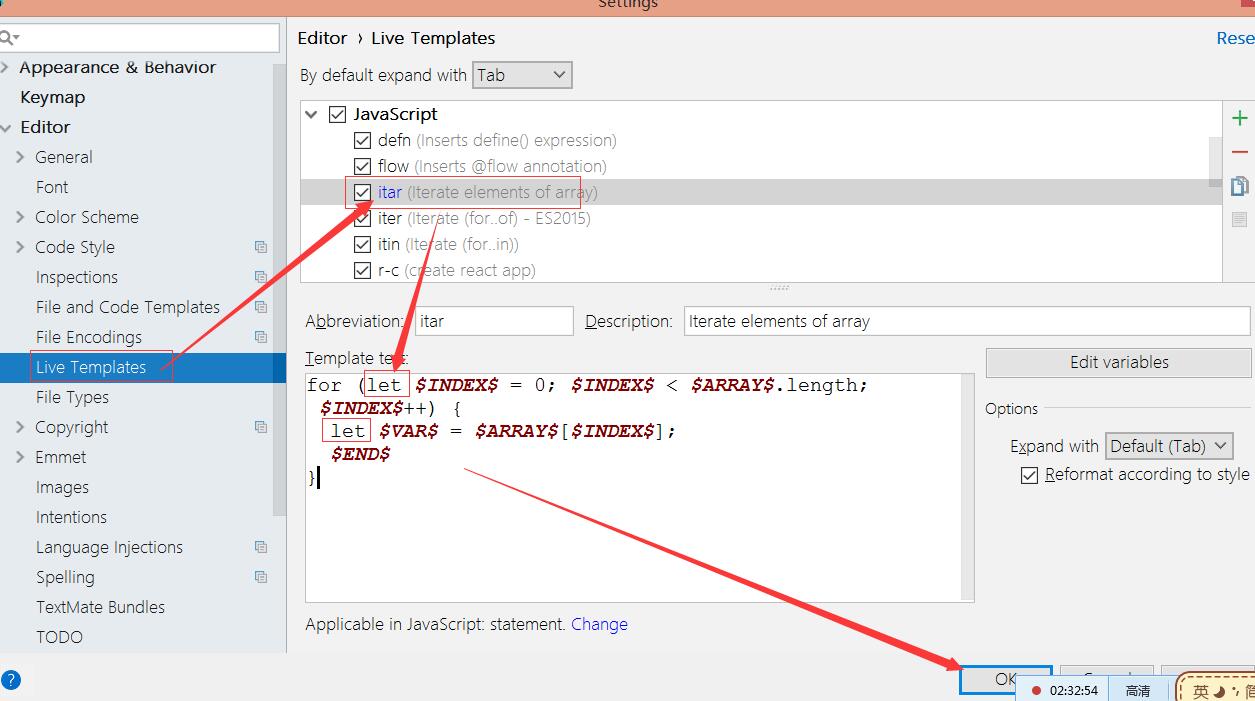 Settings
Editor › Live Templates
Rese
By default expand with Tab
Appearance & Behavior
Keymap
Editor
General
Font
Color Scheme
Code Style
Inspections
File and Code Templates
File Encodings
Live Templates
File Types
Copyright
Emmet
Images
Intentions
Language Injections
Spelling
TextMate Bundles
TODO
JavaScript
defn (Inserts define() expression)
flow (Inserts @flow annotation)
itar (Iterate elements of array)
iter (Iterate (for..of) - ES2015)
itin (Iterate (for..in))
r-c (create react app)
Abbreviation: itar
Description: Iterate elements of array
Template text:
for (let $INDEX$ = 0; $INDEX$ < $ARRAY$.length;
$INDEX$++) {
let $VAR$ = $ARRAY$[$INDEX$];
$END$
}
Edit variables
Options
Expand with Default (Tab)
Reformat according to style
Applicable in JavaScript: statement. Change
?
OK
02:32:54
高清
英
简